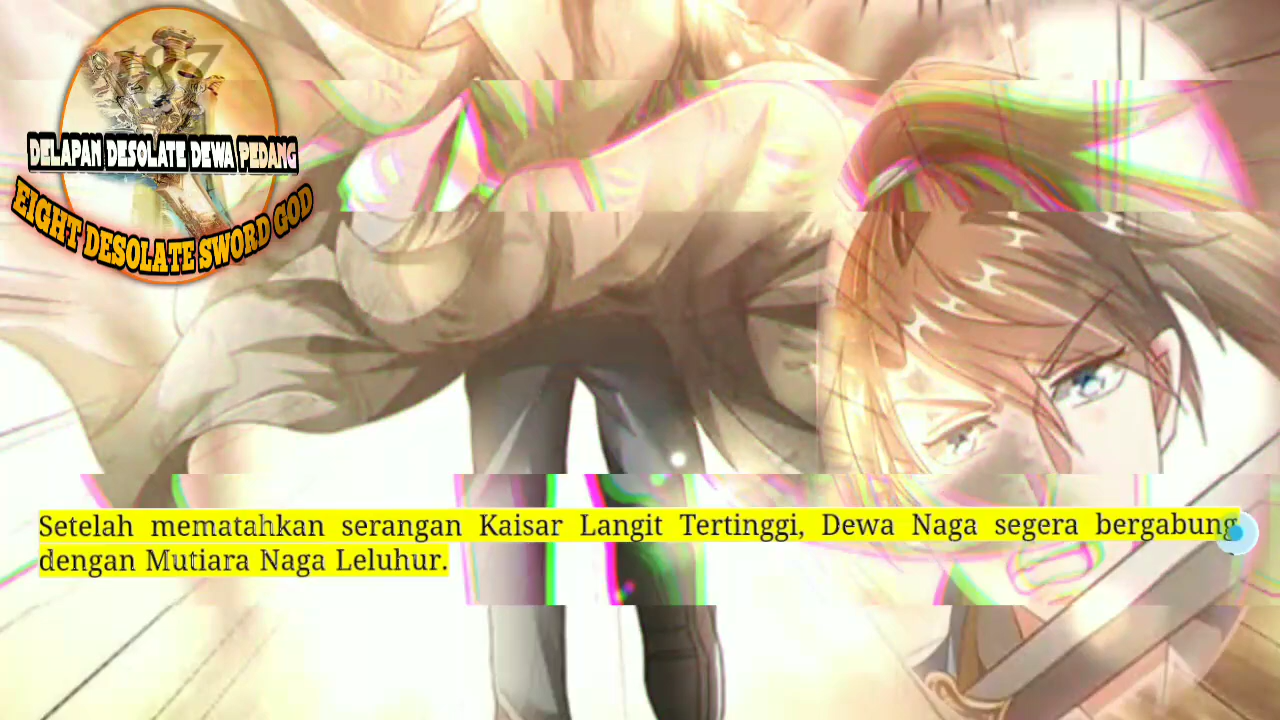 DELAPAN DESOLATE DEWA PEDANG
EIGHT DESOLATE SWORD GOD
Setelah mematahkan serangan Kaisar Langit Tertinggi, Dewa Naga segera bergabung
dengan Mutiara Naga Leluhur.